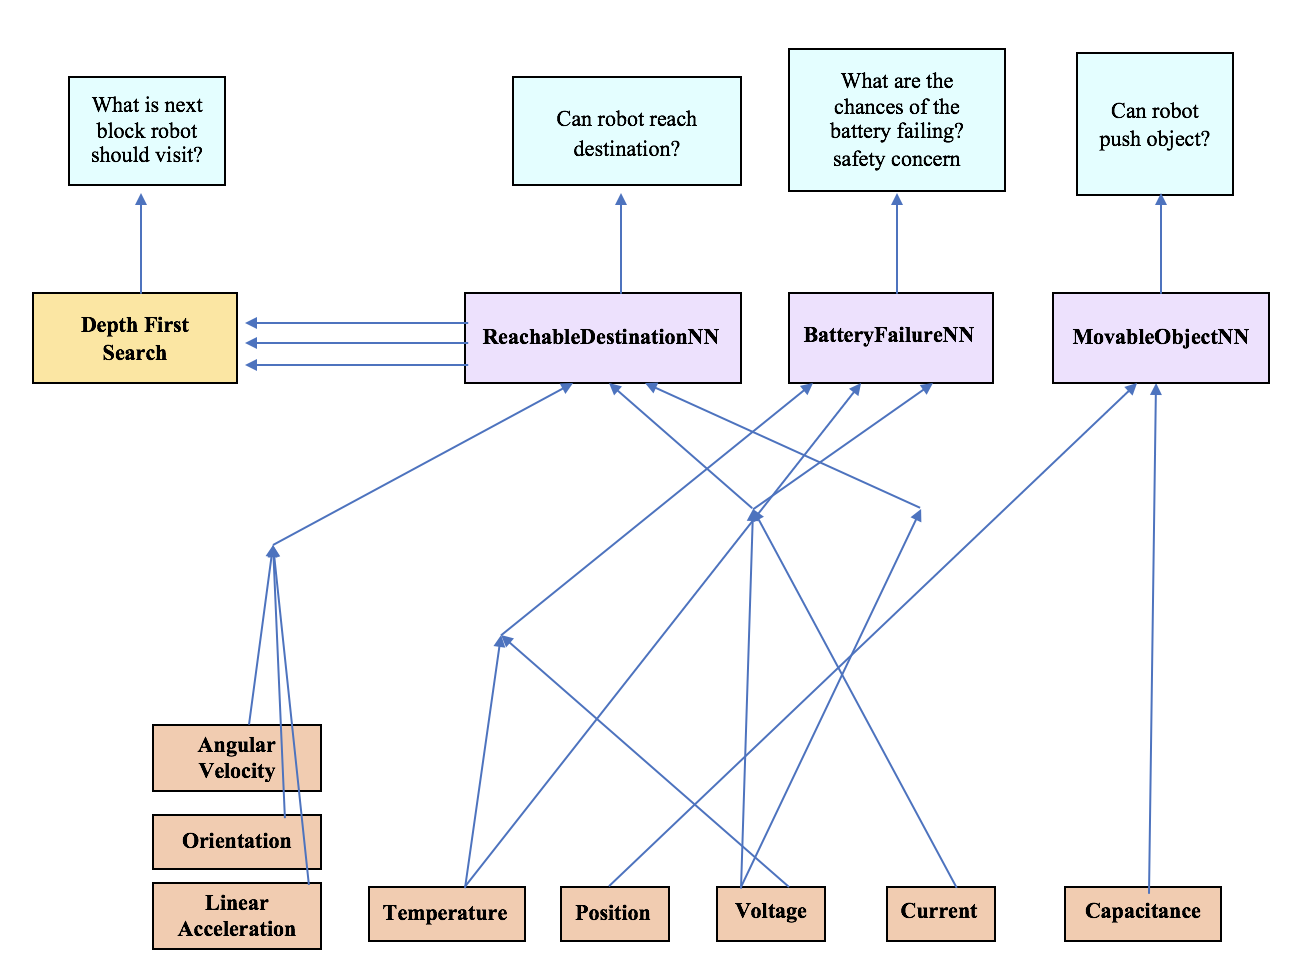 What is next
block robot
should visit?
Can robot reach
destination?
What are the
chances of the
battery failing?
safety concern
Can robot
push object?
Depth First
Search
ReachableDestinationNN
BatteryFailureNN
MovableObjectNN
Angular
Velocity
Orientation
Linear
Acceleration
Temperature
Position
Voltage
Current
Capacitance